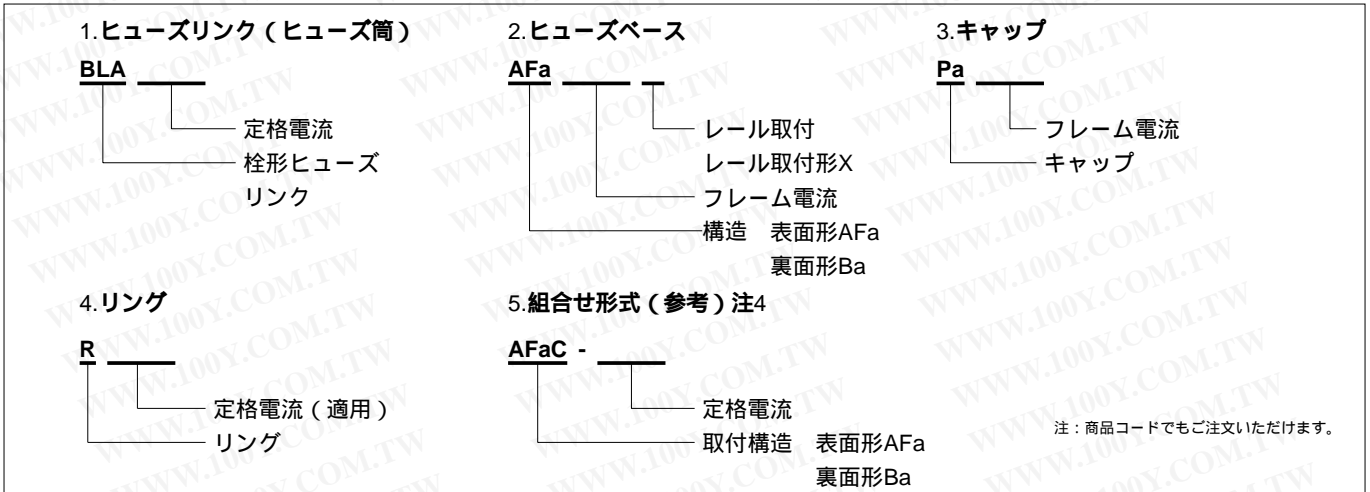 1.ヒューズリンク（ヒューズ筒）
BLA
定格電流
栓形ヒューズ
リンク
2.ヒューズベース
AFa
レール取付
レール取付形X
フレーム電流
構造 表面形AFa
裏面形Ba
3.キャップ
Pa
フレーム電流
キャップ
4.リング
R
定格電流（適用）
リング
5.組合せ形式（参考）注4
AFaC -
定格電流
取付構造 表面形AFa
裏面形Ba
注：商品コードでもご注文いただけます。
WWW.100Y.COM.TW